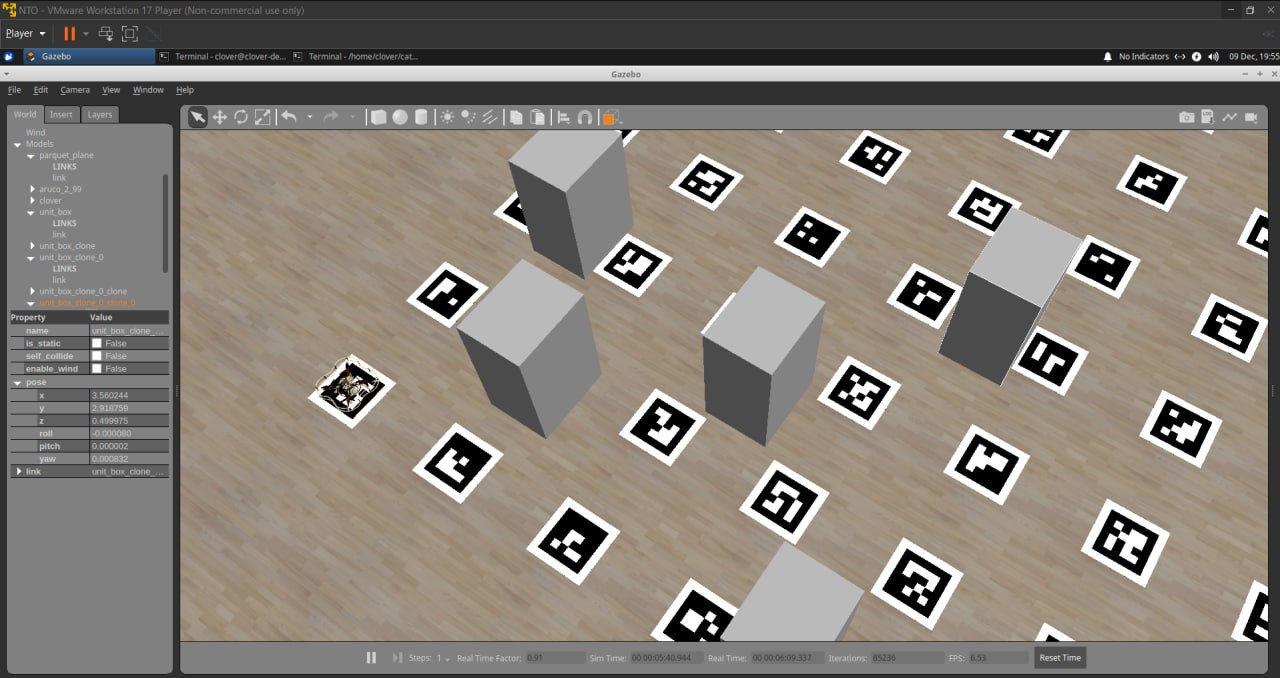 NTO - VMware Workstation 17 Player (Non-commercial use only)
Player
Gazebo
Terminal - clover@clover-de...
Terminal - /home/clover/cat...
No Indicators
09 Dec, 19:55
Gazebo
File Edit Camera View Window Help
World Insert Layers
Wind
Models
parquet_plane
LINKS
link
aruco_2_99
clover
unit_box
LINKS
link
unit_box_clone
unit_box_clone_0
LINKS
link
unit_box_clone_0_clone
unit_box_clone_0_clone_0
Property Value
name unit_box_clone_...
is_static False
self_collide False
enable_wind False
pose
x 3.560244
y 2.918759
z 0.499975
roll -0.000080
pitch 0.000002
yaw 0.000832
link unit_box_clone_...
Steps: 1 Real Time Factor: 0.91 Sim Time: 00 00:05:40.944 Real Time: 00 00:06:09.337 Iterations: 85236 FPS: 6.53 Reset Time